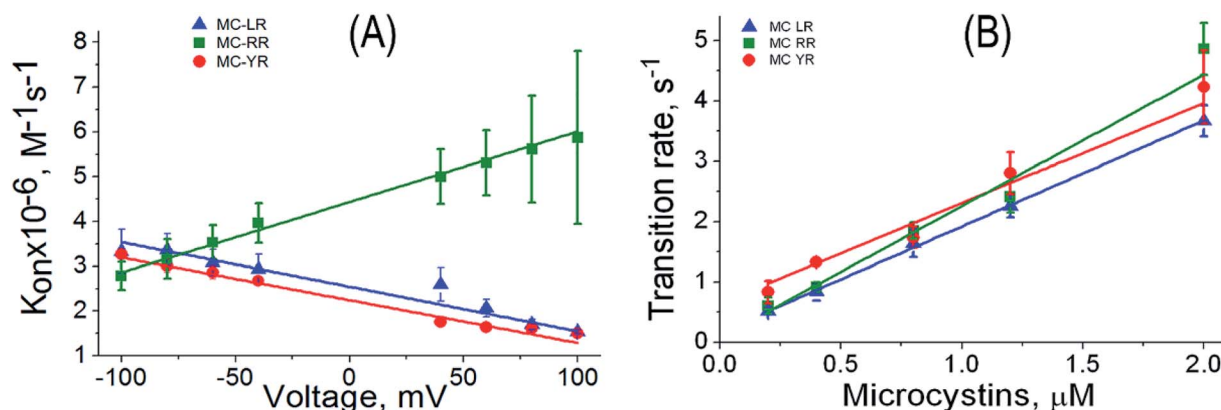 (A)
MC-LR
MC-RR
MC-YR
Konx10-6, M-1s-1
8
7
6
5
4
3
2
1
-100 -50 0 50 100
Voltage, mV
(B)
MC LR
MC RR
MC YR
Transition rate, s-1
5
4
3
2
1
0
0.0 0.5 1.0 1.5 2.0
Microcystins, μM